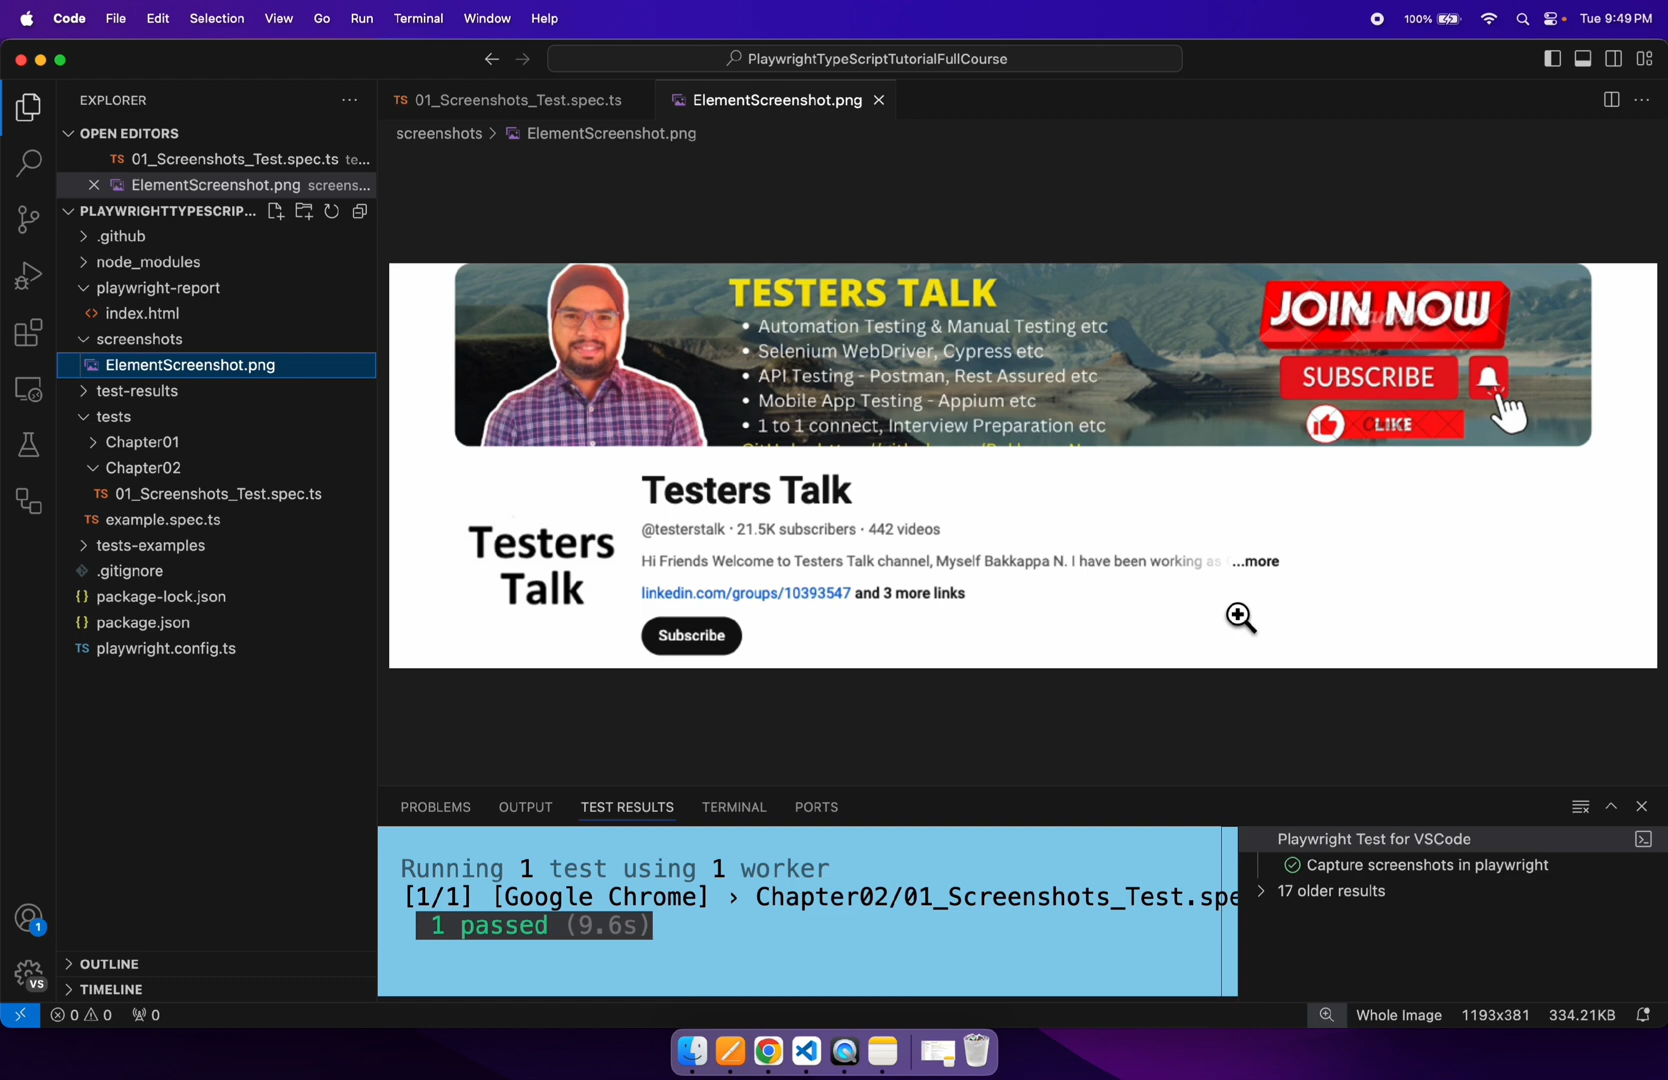 Code File Edit Selection View Go Run Terminal Window Help 100% Tue 9:49 PM
PlaywrightTypeScriptTutorialFullCourse
EXPLORER
OPEN EDITORS
TS 01_Screenshots_Test.spec.ts te...
ElementScreenshot.png screens...
PLAYWRIGHTTYPESCRIP...
.github
node_modules
playwright-report
<> index.html
screenshots
ElementScreenshot.png
test-results
tests
Chapter01
Chapter02
TS 01_Screenshots_Test.spec.ts
TS example.spec.ts
tests-examples
.gitignore
{} package-lock.json
{} package.json
TS playwright.config.ts
OUTLINE
TIMELINE
TS 01_Screenshots_Test.spec.ts ElementScreenshot.png
screenshots > ElementScreenshot.png
TESTERS TALK
• Automation Testing & Manual Testing etc
• Selenium WebDriver, Cypress etc
• API Testing - Postman, Rest Assured etc
• Mobile App Testing - Appium etc
• 1 to 1 connect, Interview Preparation etc
JOIN NOW
SUBSCRIBE
LIKE
Testers
Talk
Testers Talk
@testerstalk · 21.5K subscribers · 442 videos
Hi Friends Welcome to Testers Talk channel, Myself Bakkappa N. I have been working as ...more
linkedin.com/groups/10393547 and 3 more links
Subscribe
PROBLEMS OUTPUT TEST RESULTS TERMINAL PORTS
Running 1 test using 1 worker
[1/1] [Google Chrome] › Chapter02/01_Screenshots_Test.spe
1 passed (9.6s)
Playwright Test for VSCode
Capture screenshots in playwright
17 older results
1
VS
0 0 0 Whole Image 1193x381 334.21KB